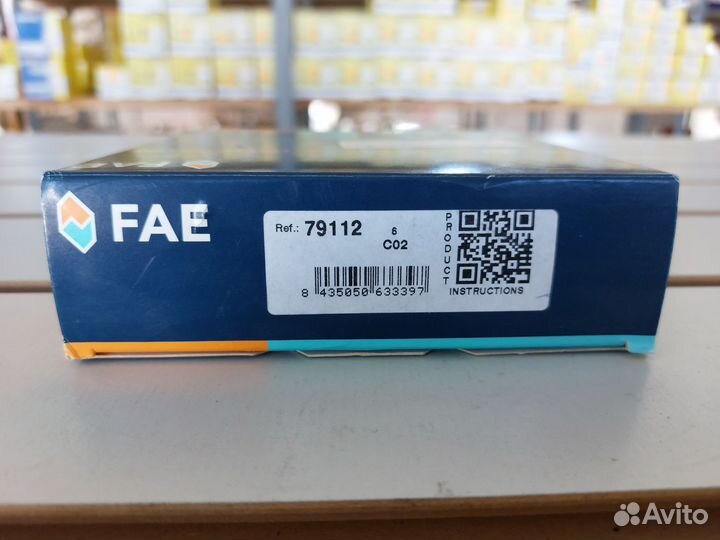 FAE
Ref.: 79112 6
C02
PRODUCT
INSTRUCTIONS
8 435050 633397
Avito